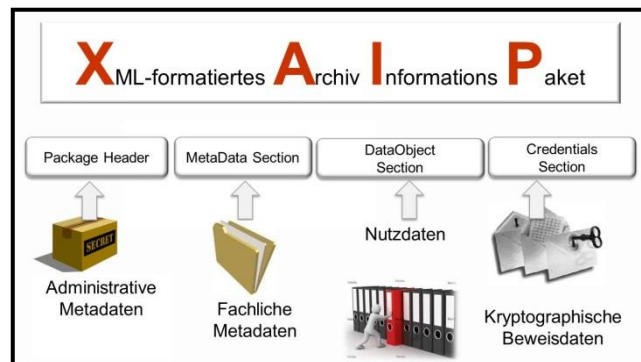 XML-formatiertes Archiv Informations Paket
Package Header
MetaData Section
DataObject
Section
Credentials
Section
SECRET
Administrative
Metadaten
Fachliche
Metadaten
Nutzdaten
Kryptographische
Beweisdaten